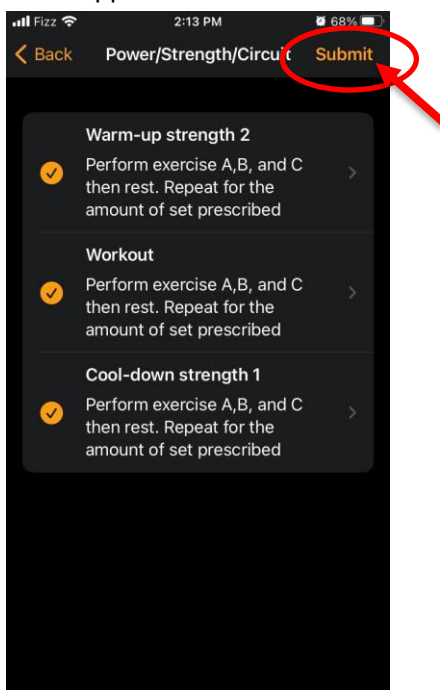 Fizz 2:13 PM 68%
Back Power/Strength/Circuit Submit
Warm-up strength 2
Perform exercise A,B, and C
then rest. Repeat for the
amount of set prescribed
Workout
Perform exercise A,B, and C
then rest. Repeat for the
amount of set prescribed
Cool-down strength 1
Perform exercise A,B, and C
then rest. Repeat for the
amount of set prescribed